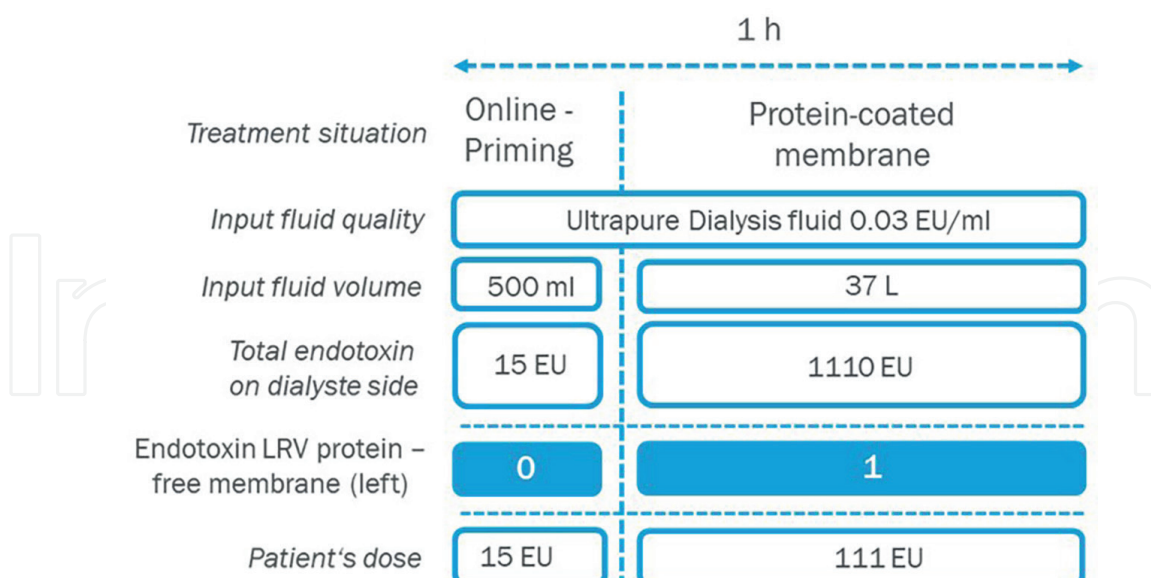 1 h
Treatment situation
Online -
Priming
Protein-coated
membrane
Input fluid quality
Ultrapure Dialysis fluid 0.03 EU/ml
Input fluid volume
500 ml
37 L
Total endotoxin
on dialyste side
15 EU
1110 EU
Endotoxin LRV protein –
free membrane (left)
0
1
Patient‘s dose
15 EU
111 EU